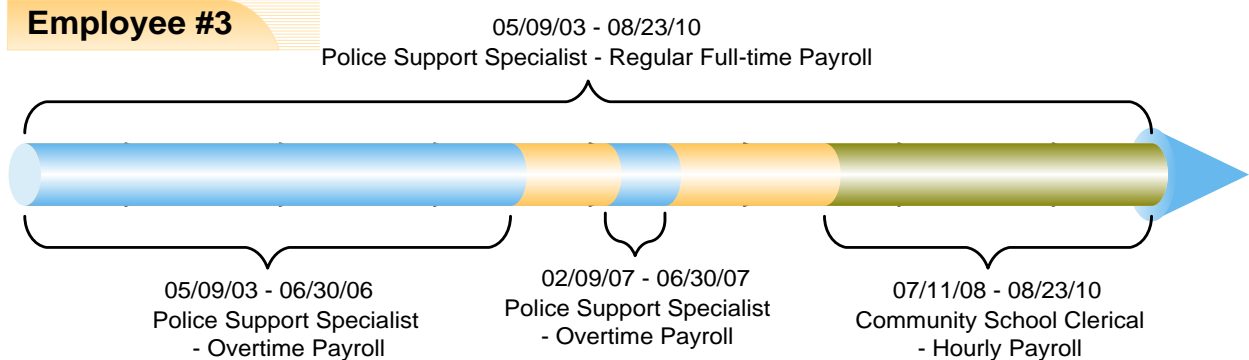 Employee #3
05/09/03 - 08/23/10
Police Support Specialist - Regular Full-time Payroll
05/09/03 - 06/30/06
Police Support Specialist
- Overtime Payroll
02/09/07 - 06/30/07
Police Support Specialist
- Overtime Payroll
07/11/08 - 08/23/10
Community School Clerical
- Hourly Payroll